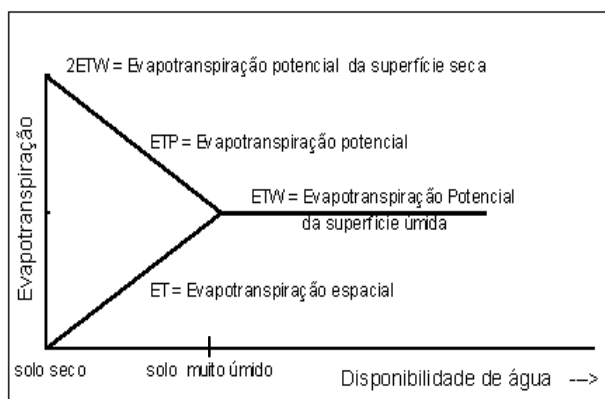 2ETW = Evapotranspiração potencial da superfície seca
ETP = Evapotranspiração potencial
ETW = Evapotranspiração Potencial
da superfície úmida
Evapotranspiração
ET = Evapotranspiração espacial
solo seco
solo muito úmido
Disponibilidade de água --->